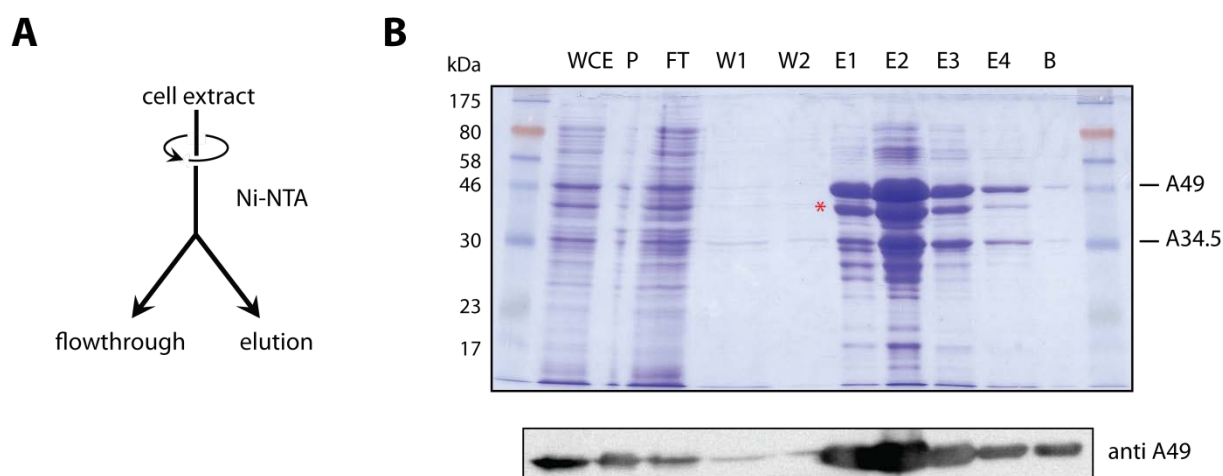 A
cell extract
Ni-NTA
flowthrough elution
B
kDa WCE P FT W1 W2 E1 E2 E3 E4 B
175
80
58
46
30
23
17
*
A49
A34.5
anti A49